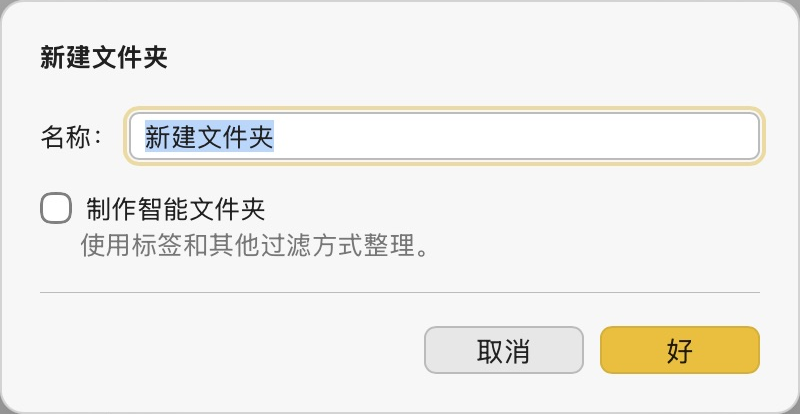 新建文件夹
名称：
新建文件夹
制作智能文件夹
使用标签和其他过滤方式整理。
取消
好